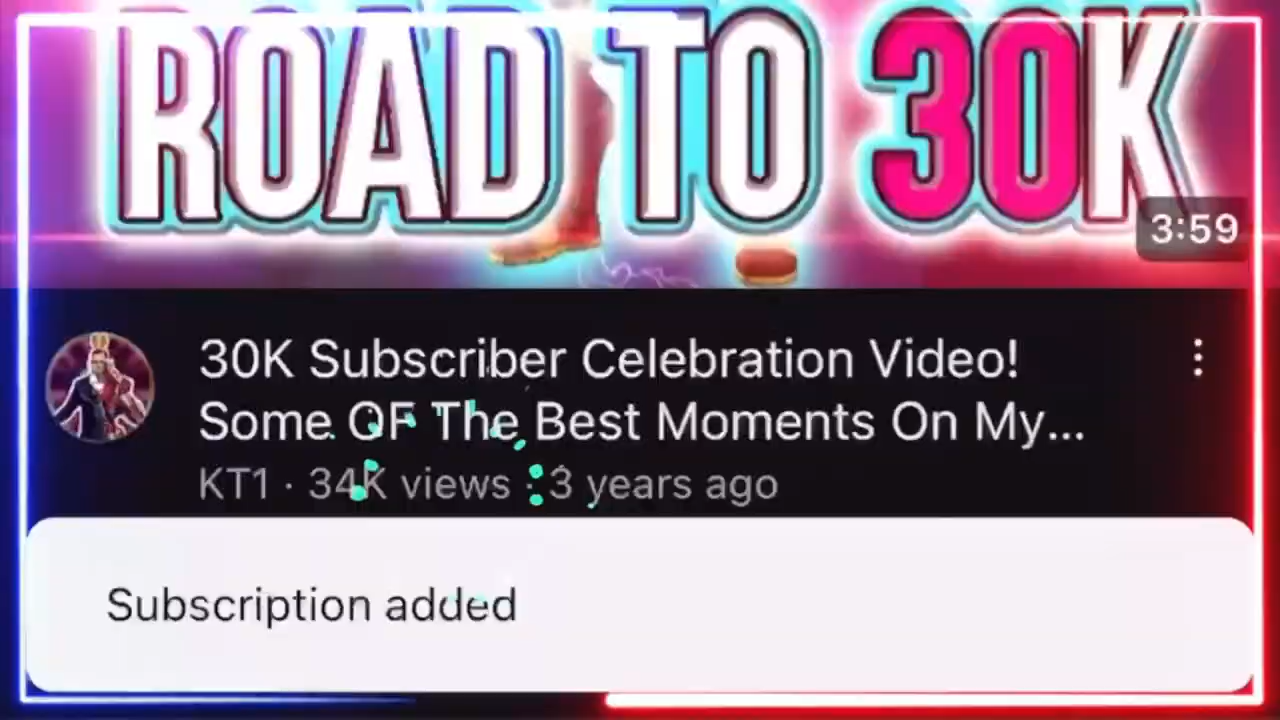 ROAD TO 30K
3:59
30K Subscriber Celebration Video!
Some OF The Best Moments On My...
KT1 · 34K views · 3 years ago
Subscription added